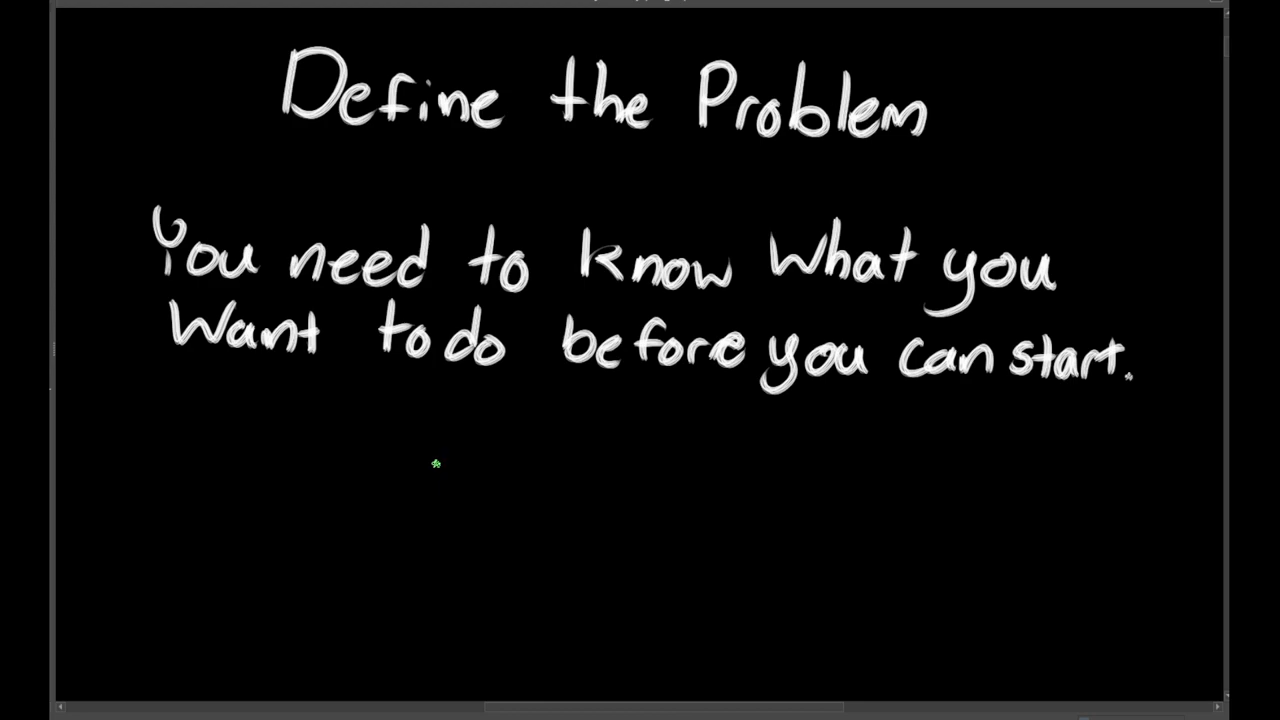 Define the Problem
You need to know What you
Want to do before you can start.